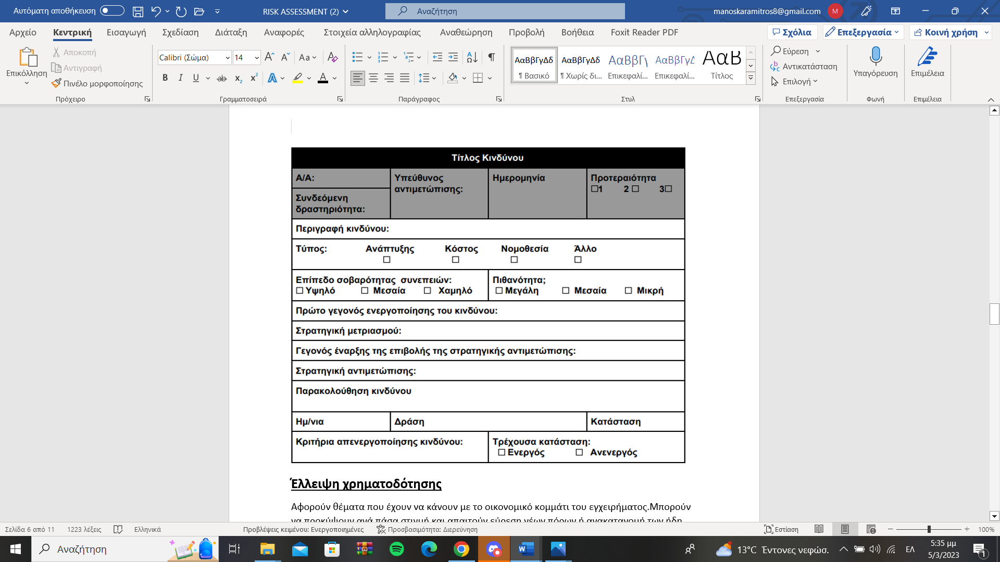 Αυτόματη αποθήκευση
RISK ASSESSMENT (2)
Αναζήτηση
manoskaramitros8@gmail.com
M
Αρχείο Κεντρική Εισαγωγή Σχεδίαση Διάταξη Αναφορές Στοιχεία αλληλογραφίας Αναθεώρηση Προβολή Βοήθεια Foxit Reader PDF
Σχόλια Επεξεργασία Κοινή χρήση
Επικόλληση
Αποκοπή
Αντιγραφή
Πινέλο μορφοποίησης
Πρόχειρο
Calibri (Σώμα) 14
Γραμματοσειρά
Παράγραφος
ΑαΒβΓγΔδ ΑαΒβΓγΔδ ΑαΒβΓγ ΑαΒβΓγΔ ΑαΒ
¶ Βασικό ¶ Χωρίς δι... Επικεφαλί... Επικεφαλί... Τίτλος
Στυλ
Εύρεση
Αντικατάσταση
Επιλογή
Επεξεργασία
Υπαγόρευση
Φωνή
Επιμέλεια
Επιμέλεια
Τίτλος Κινδύνου
Α/Α:
Συνδεόμενη
δραστηριότητα:
Υπεύθυνος
αντιμετώπισης:
Ημερομηνία
Προτεραιότητα
☐1 2 ☐ 3☐
Περιγραφή κινδύνου:
Τύπος: Ανάπτυξης Κόστος Νομοθεσία Άλλο
☐ ☐ ☐ ☐
Επίπεδο σοβαρότητας συνεπειών:
☐ Υψηλό ☐ Μεσαία ☐ Χαμηλό
Πιθανότητα;
☐ Μεγάλη ☐ Μεσαία ☐ Μικρή
Πρώτο γεγονός ενεργοποίησης του κινδύνου:
Στρατηγική μετριασμού:
Γεγονός έναρξης της επιβολής της στρατηγικής αντιμετώπισης:
Στρατηγική αντιμετώπισης:
Παρακολούθηση κινδύνου
Ημ/νια Δράση Κατάσταση
Κριτήρια απενεργοποίησης κινδύνου:
Τρέχουσα κατάσταση:
☐ Ενεργός ☐ Ανενεργός
Έλλειψη χρηματοδότησης
Αφορούν θέματα που έχουν να κάνουν με το οικονομικό κομμάτι του εγχειρήματος.Μπορούν
να προκύψουν ανά πάσα στιγμή και απαιτούν εύρεση νέων πόρων ή ανακατανομή των ήδη
Σελίδα 6 από 11 1223 λέξεις Ελληνικά Προβλέψεις κειμένου: Ενεργοποιημένες Προσβασιμότητα: Διερεύνηση Εστίαση 100%
Αναζήτηση
13°C Έντονες νεφώσ.
ΕΛ
5:35 μμ
5/3/2023
1